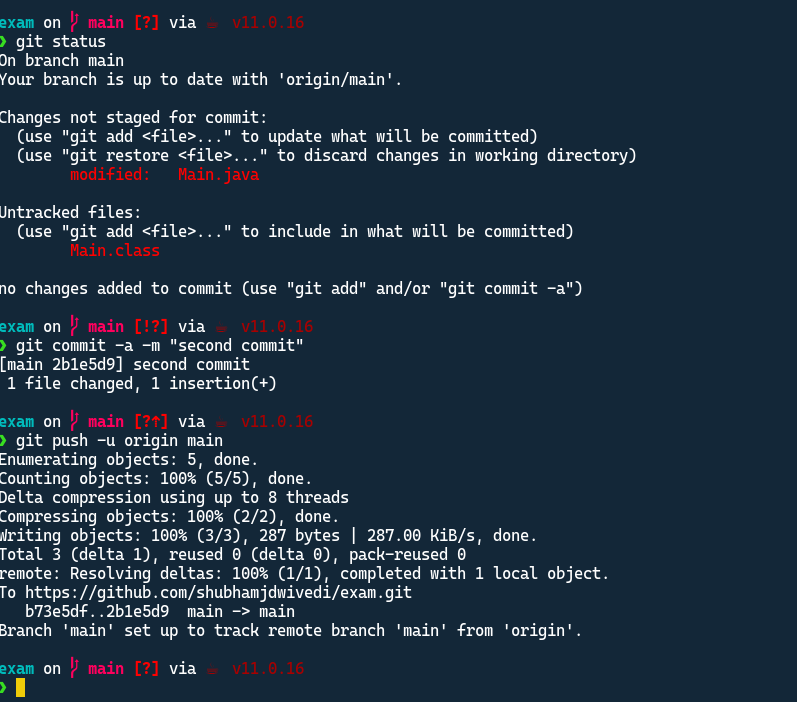 exam on main [?] via v11.0.16
❯ git status
On branch main
Your branch is up to date with 'origin/main'.
Changes not staged for commit:
(use "git add <file>..." to update what will be committed)
(use "git restore <file>..." to discard changes in working directory)
modified: Main.java
Untracked files:
(use "git add <file>..." to include in what will be committed)
Main.class
no changes added to commit (use "git add" and/or "git commit -a")
exam on main [!?] via v11.0.16
❯ git commit -a -m "second commit"
[main 2b1e5d9] second commit
1 file changed, 1 insertion(+)
exam on main [?↑] via v11.0.16
❯ git push -u origin main
Enumerating objects: 5, done.
Counting objects: 100% (5/5), done.
Delta compression using up to 8 threads
Compressing objects: 100% (2/2), done.
Writing objects: 100% (3/3), 287 bytes | 287.00 KiB/s, done.
Total 3 (delta 1), reused 0 (delta 0), pack-reused 0
remote: Resolving deltas: 100% (1/1), completed with 1 local object.
To https://github.com/shubhamjdwivedi/exam.git
b73e5df..2b1e5d9 main -> main
Branch 'main' set up to track remote branch 'main' from 'origin'.
exam on main [?] via v11.0.16
❯